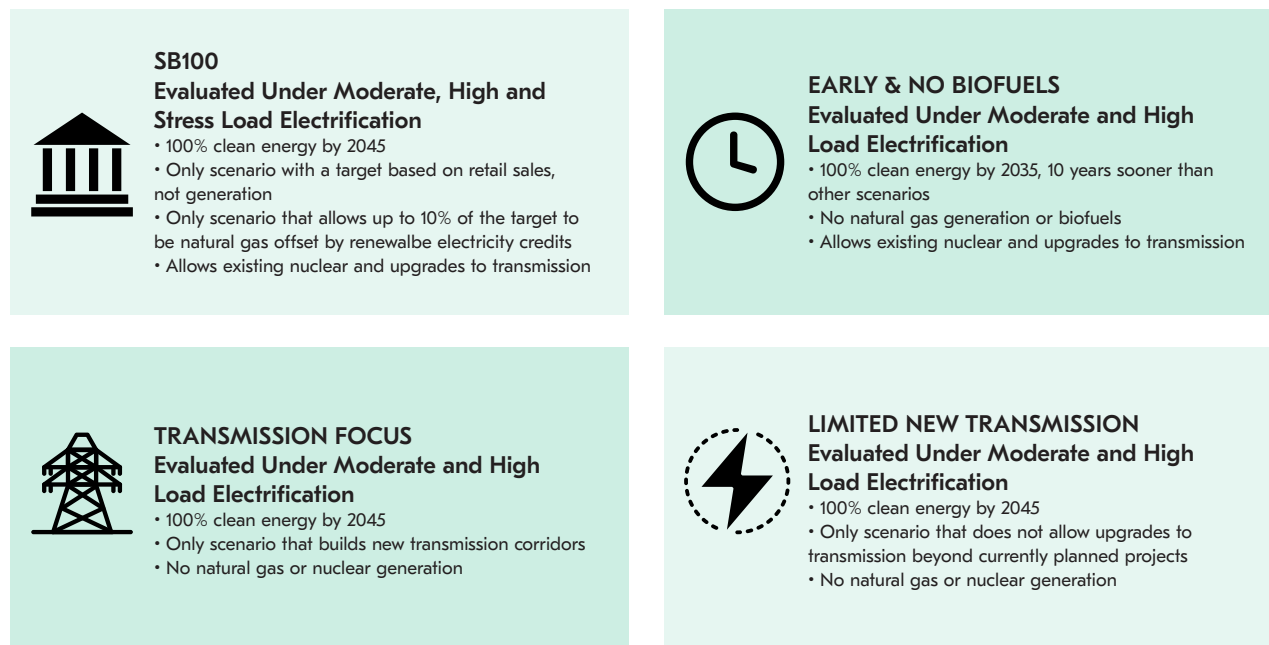 SB100
Evaluated Under Moderate, High and
Stress Load Electrification
• 100% clean energy by 2045
• Only scenario with a target based on retail sales,
not generation
• Only scenario that allows up to 10% of the target to
be natural gas offset by renewalbe electricity credits
• Allows existing nuclear and upgrades to transmission
EARLY & NO BIOFUELS
Evaluated Under Moderate and High
Load Electrification
• 100% clean energy by 2035, 10 years sooner than
other scenarios
• No natural gas generation or biofuels
• Allows existing nuclear and upgrades to transmission
TRANSMISSION FOCUS
Evaluated Under Moderate and High
Load Electrification
• 100% clean energy by 2045
• Only scenario that builds new transmission corridors
• No natural gas or nuclear generation
LIMITED NEW TRANSMISSION
Evaluated Under Moderate and High
Load Electrification
• 100% clean energy by 2045
• Only scenario that does not allow upgrades to
transmission beyond currently planned projects
• No natural gas or nuclear generation